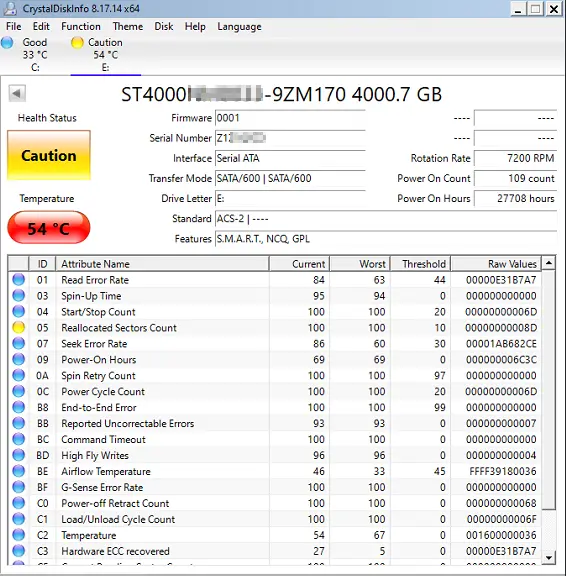 CrystalDiskInfo 8.17.14 x64
File Edit Function Theme Disk Help Language
Good Caution
33 °C 54 °C
C: E:
ST4000 -9ZM170 4000.7 GB
Health Status Firmware 0001 ---- ----
Serial Number Z1 ---- ----
Caution Interface Serial ATA Rotation Rate 7200 RPM
Transfer Mode SATA/600 | SATA/600 Power On Count 109 count
Temperature Drive Letter E: Power On Hours 27708 hours
54 °C Standard ACS-2 | ----
Features S.M.A.R.T., NCQ, GPL
ID Attribute Name Current Worst Threshold Raw Values
01 Read Error Rate 84 63 44 00000E31B7A7
03 Spin-Up Time 95 94 0 000000000000
04 Start/Stop Count 100 100 20 00000000006D
05 Reallocated Sectors Count 100 100 10 00000000008D
07 Seek Error Rate 86 60 30 00001AB682CE
09 Power-On Hours 69 69 0 000000006C3C
0A Spin Retry Count 100 100 97 000000000000
0C Power Cycle Count 100 100 20 00000000006D
B8 End-to-End Error 100 100 99 000000000000
BB Reported Uncorrectable Errors 93 93 0 000000000007
BC Command Timeout 100 100 0 000000000000
BD High Fly Writes 96 96 0 000000000004
BE Airflow Temperature 46 33 45 FFFF39180036
BF G-Sense Error Rate 100 100 0 000000000000
C0 Power-off Retract Count 100 100 0 000000000068
C1 Load/Unload Cycle Count 100 100 0 00000000006F
C2 Temperature 54 67 0 001600000036
C3 Hardware ECC recovered 27 5 0 00000E31B7A7